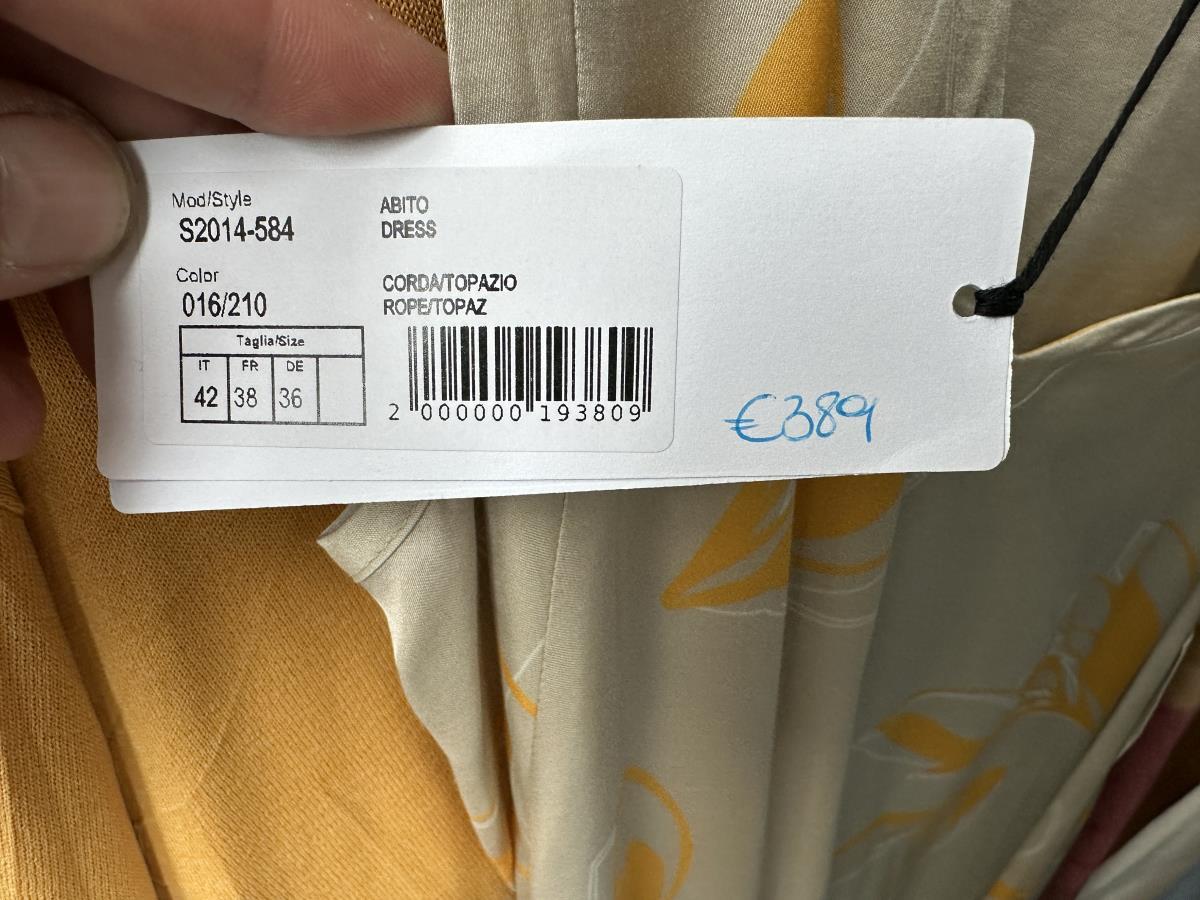 Mod/Style
S2014-584
ABITO
DRESS
Color
016/210
CORDA/TOPAZIO
ROPE/TOPAZ
Taglia/Size
IT FR DE
42 38 36
2 000000 193809
€389